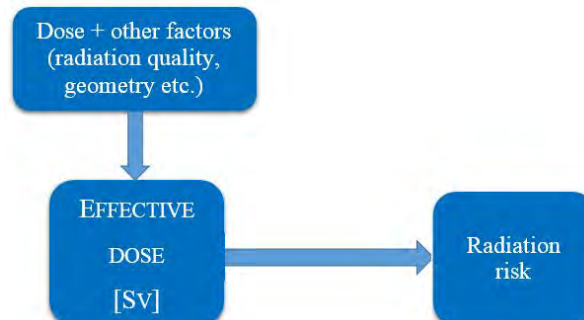 Dose + other factors
(radiation quality,
geometry etc.)
EFFECTIVE
DOSE
[SV]
Radiation
risk